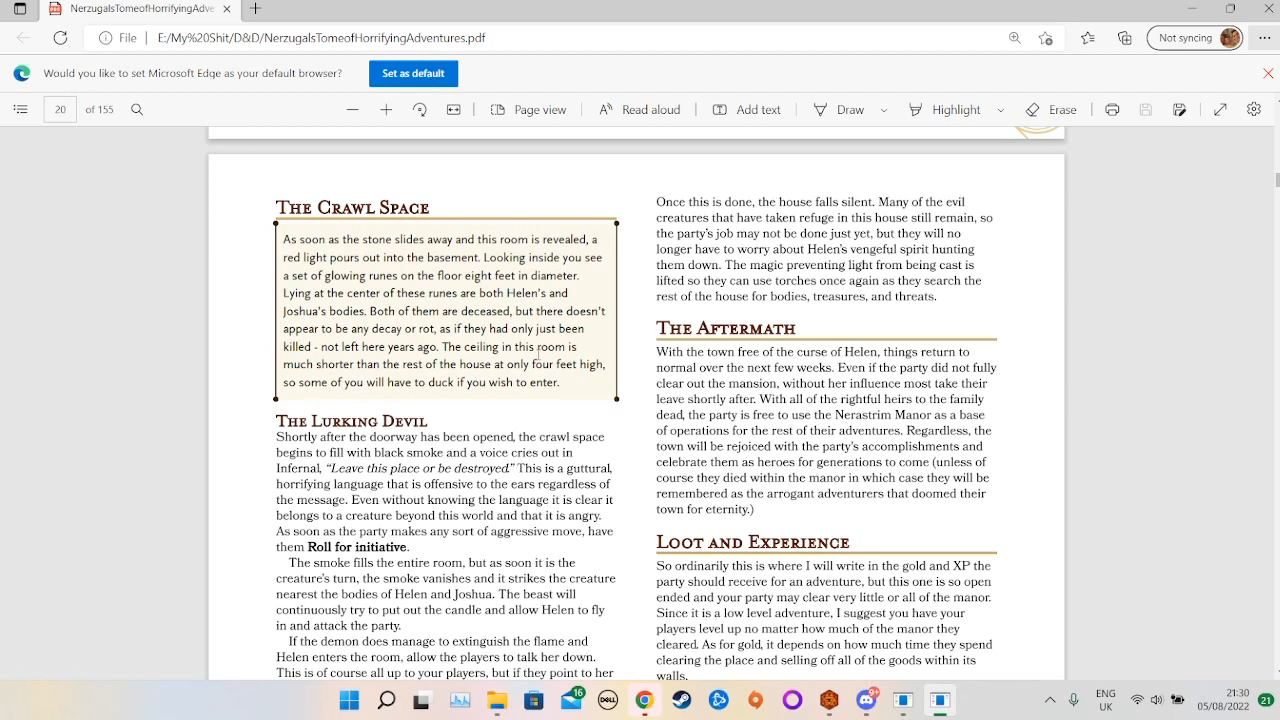 NerzugalsTomeofHorrifyingAdve
File
E:/My%20Shit/D&D/NerzugalsTomeofHorrifyingAdventures.pdf
Not syncing
Would you like to set Microsoft Edge as your default browser?
Set as default
20 of 155
Page view
Read aloud
Add text
Draw
Highlight
Erase
The Crawl Space
As soon as the stone slides away and this room is revealed, a
red light pours out into the basement. Looking inside you see
a set of glowing runes on the floor eight feet in diameter.
Lying at the center of these runes are both Helen's and
Joshua's bodies. Both of them are deceased, but there doesn't
appear to be any decay or rot, as if they had only just been
killed - not left here years ago. The ceiling in this room is
much shorter than the rest of the house at only four feet high,
so some of you will have to duck if you wish to enter.
The Lurking Devil
Shortly after the doorway has been opened, the crawl space
begins to fill with black smoke and a voice cries out in
Infernal, “Leave this place or be destroyed.” This is a guttural,
horrifying language that is offensive to the ears regardless of
the message. Even without knowing the language it is clear it
belongs to a creature beyond this world and that it is angry.
As soon as the party makes any sort of aggressive move, have
them Roll for initiative.
The smoke fills the entire room, but as soon it is the
creature's turn, the smoke vanishes and it strikes the creature
nearest the bodies of Helen and Joshua. The beast will
continuously try to put out the candle and allow Helen to fly
in and attack the party.
If the demon does manage to extinguish the flame and
Helen enters the room, allow the players to talk her down.
This is of course all up to your players, but if they point to her
Once this is done, the house falls silent. Many of the evil
creatures that have taken refuge in this house still remain, so
the party's job may not be done just yet, but they will no
longer have to worry about Helen's vengeful spirit hunting
them down. The magic preventing light from being cast is
lifted so they can use torches once again as they search the
rest of the house for bodies, treasures, and threats.
The Aftermath
With the town free of the curse of Helen, things return to
normal over the next few weeks. Even if the party did not fully
clear out the mansion, without her influence most take their
leave shortly after. With all of the rightful heirs to the family
dead, the party is free to use the Nerastrim Manor as a base
of operations for the rest of their adventures. Regardless, the
town will be rejoiced with the party's accomplishments and
celebrate them as heroes for generations to come (unless of
course they died within the manor in which case they will be
remembered as the arrogant adventurers that doomed their
town for eternity.)
Loot and Experience
So ordinarily this is where I will write in the gold and XP the
party should receive for an adventure, but this one is so open
ended and your party may clear very little or all of the manor.
Since it is a low level adventure, I suggest you have your
players level up no matter how much of the manor they
cleared. As for gold, it depends on how much time they spend
clearing the place and selling off all of the goods within its
walls.
16
DELL
9+
ENG
UK
21:30
05/08/2022
21